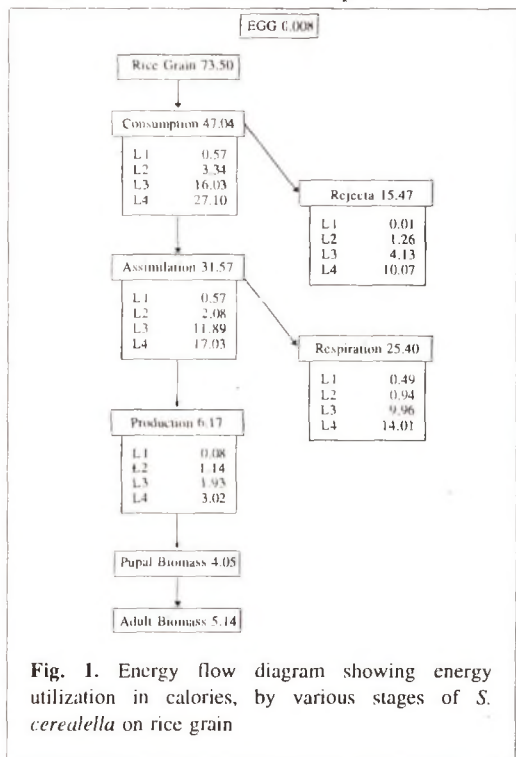 EGG 0.008
Rice Grain 73.50
Consumption 47.04
L1 0.57
L2 3.34
L3 16.03
L4 27.10
Rejecta 15.47
L1 0.01
L2 1.26
L3 4.13
L4 10.07
Assimilation 31.57
L1 0.57
L2 2.08
L3 11.89
L4 17.03
Respiration 25.40
L1 0.49
L2 0.94
L3 9.96
L4 14.01
Production 6.17
L1 0.08
L2 1.14
L3 1.93
L4 3.02
Pupal Biomass 4.05
Adult Biomass 5.14
Fig. 1. Energy flow diagram showing energy
utilization in calories, by various stages of S.
cerealella on rice grain